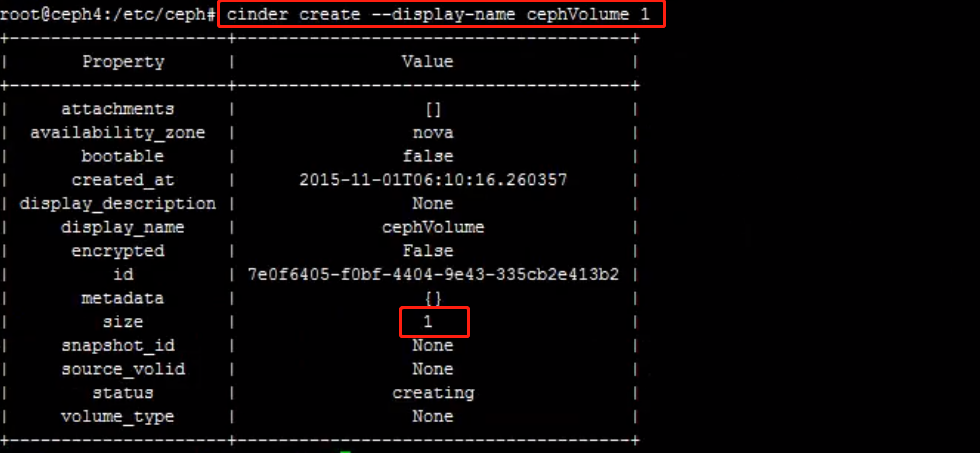 root@ceph4:/etc/ceph# cinder create --display-name cephVolume 1
+---------------------+--------------------------------------+
| Property | Value |
+---------------------+--------------------------------------+
| attachments | [] |
| availability_zone | nova |
| bootable | false |
| created_at | 2015-11-01T06:10:16.260357 |
| display_description | None |
| display_name | cephVolume |
| encrypted | False |
| id | 7e0f6405-f0bf-4404-9e43-335cb2e413b2 |
| metadata | {} |
| size | 1 |
| snapshot_id | None |
| source_volid | None |
| status | creating |
| volume_type | None |
+---------------------+--------------------------------------+